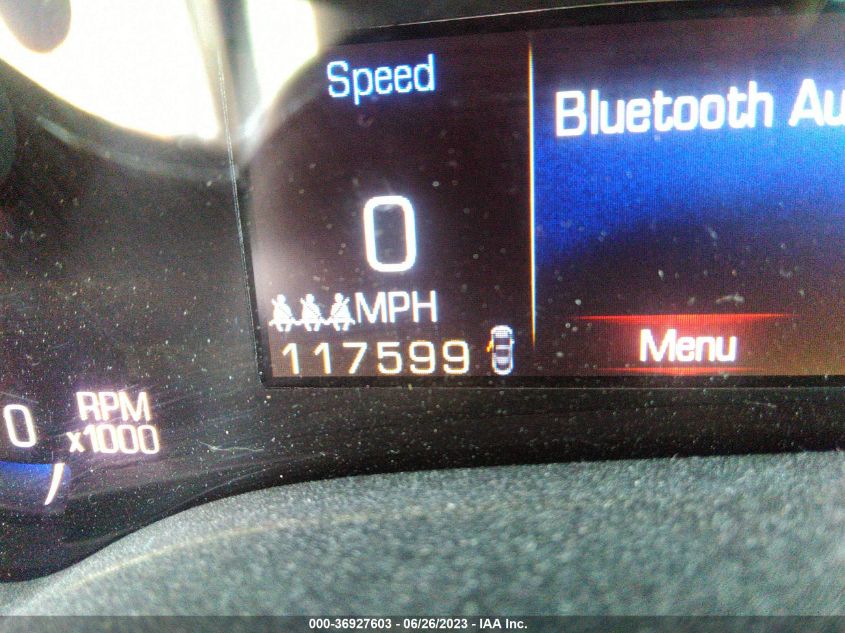 Speed
0
MPH
117599
Bluetooth Au
Menu
0
RPM
x1000
000-36927603 - 06/26/2023 - IAA Inc.